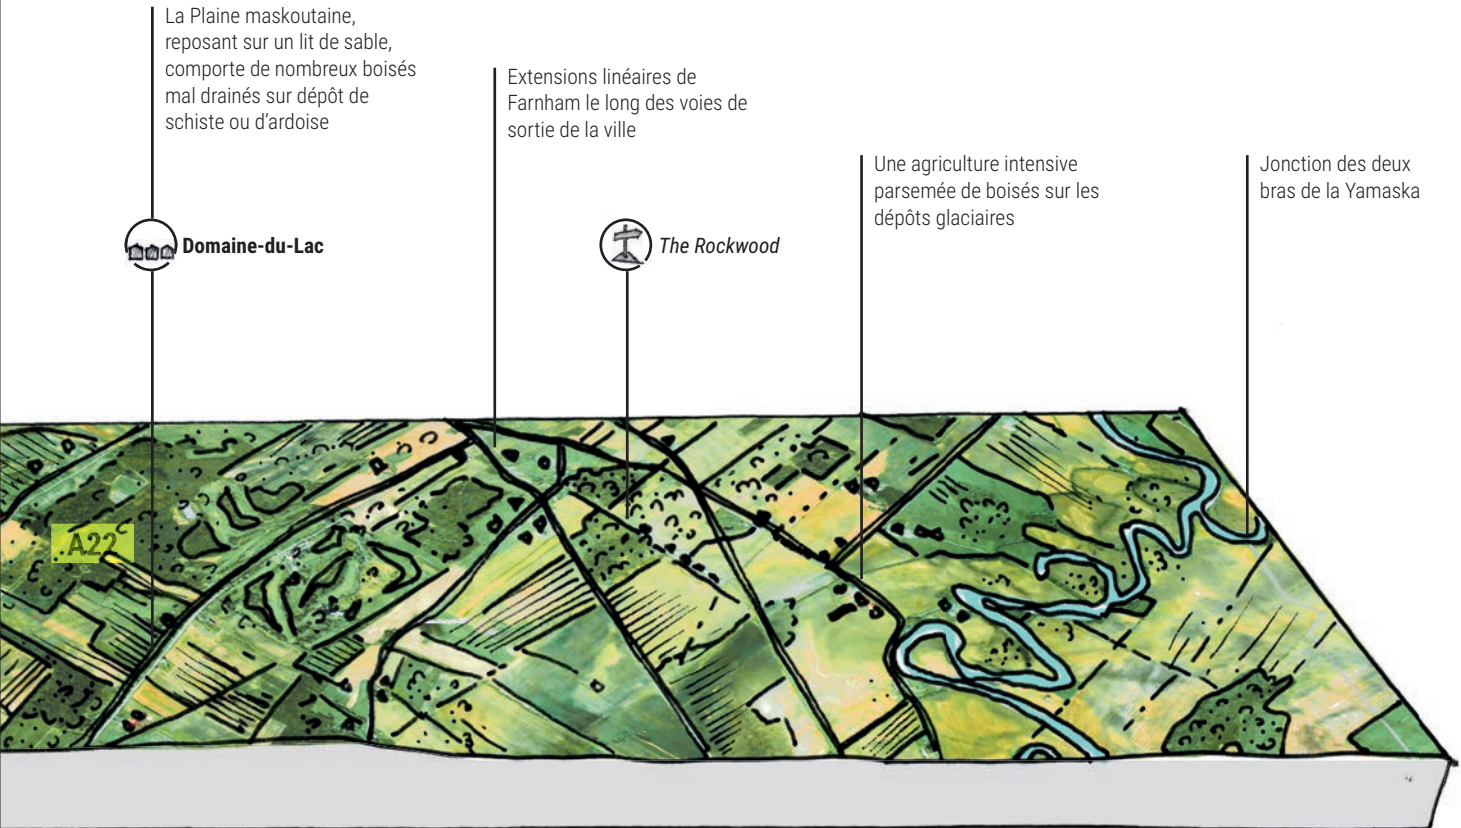 La Plaine maskoutaine,
reposant sur un lit de sable,
comporte de nombreux boisés
mal drainés sur dépôt de
schiste ou d'ardoise
Extensions linéaires de
Farnham le long des voies de
sortie de la ville
Une agriculture intensive
parsemée de boisés sur les
dépôts glaciaires
Jonction des deux
bras de la Yamaska
Domaine-du-Lac
The Rockwood
A22